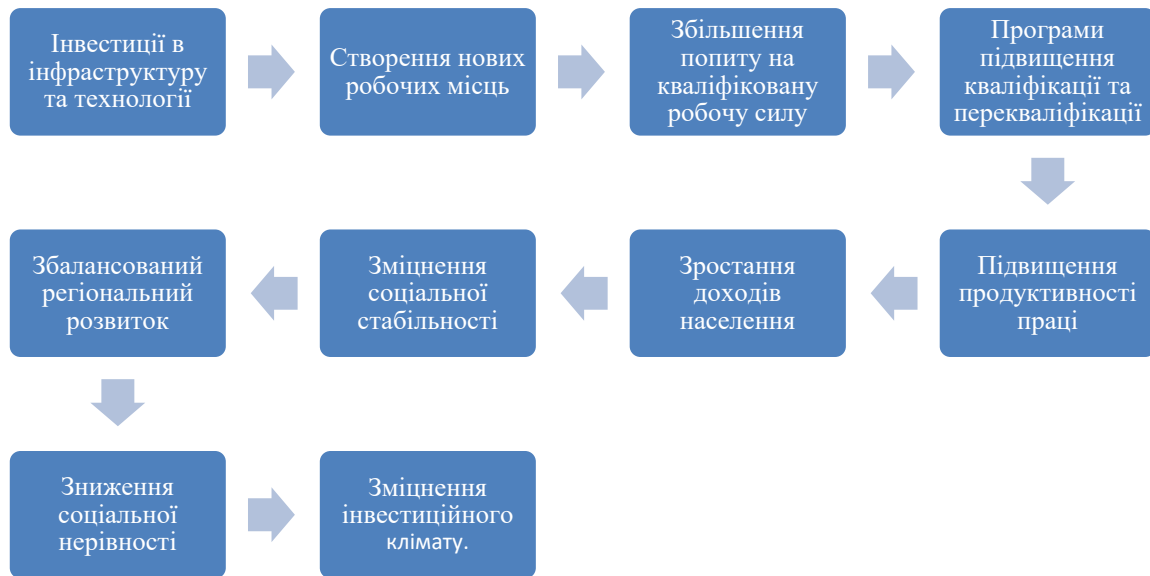 Інвестиції в
інфраструктуру
та технології
Створення нових
робочих місць
Збільшення
попиту на
кваліфіковану
робочу силу
Програми
підвищення
кваліфікації та
перекваліфікації
Підвищення
продуктивності
праці
Зростання
доходів
населення
Зміцнення
соціальної
стабільності
Збалансований
регіональний
розвиток
Зниження
соціальної
нерівності
Зміцнення
інвестиційного
клімату.